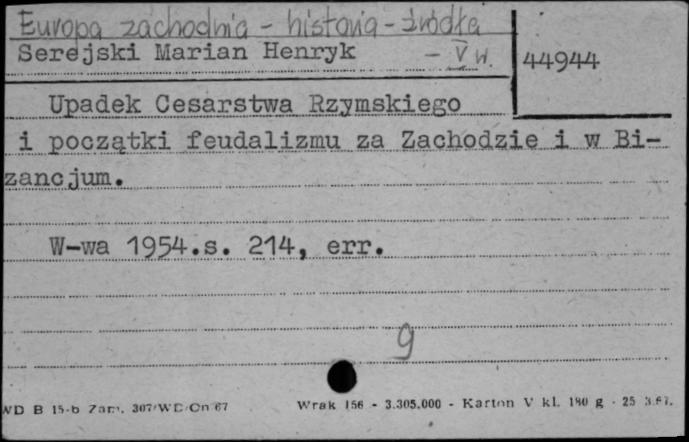 Europa zachodnia - historia - źródła
Serejski Marian Henryk - V w. 44944
Upadek Cesarstwa Rzymskiego
i początki feudalizmu za Zachodzie i w Bi-
zancjum.
W-wa 1954.s. 214, err.
9
WD B 15-b Zam. 307/WD/Cn 67 Wrak 156 - 3.305.000 - Karton V kl. 180 g - 25 3.67.